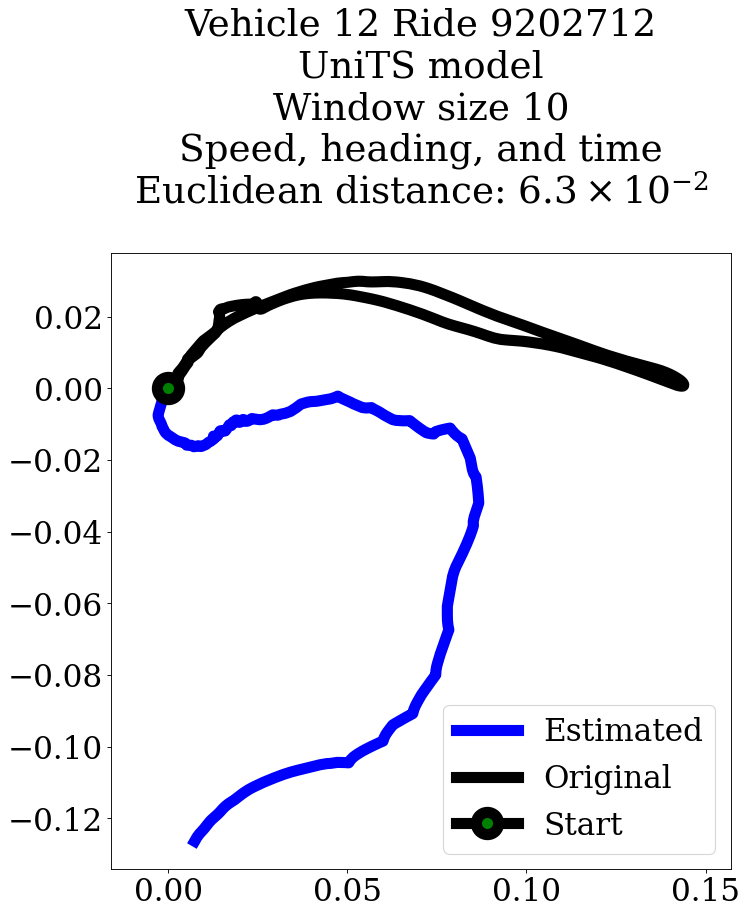 Vehicle 12 Ride 9202712
UniTS model
Window size 10
Speed, heading, and time
Euclidean distance: 6.3 × 10⁻²
0.02
0.00
−0.02
−0.04
−0.06
−0.08
−0.10
−0.12
Estimated
Original
Start
0.00 0.05 0.10 0.15